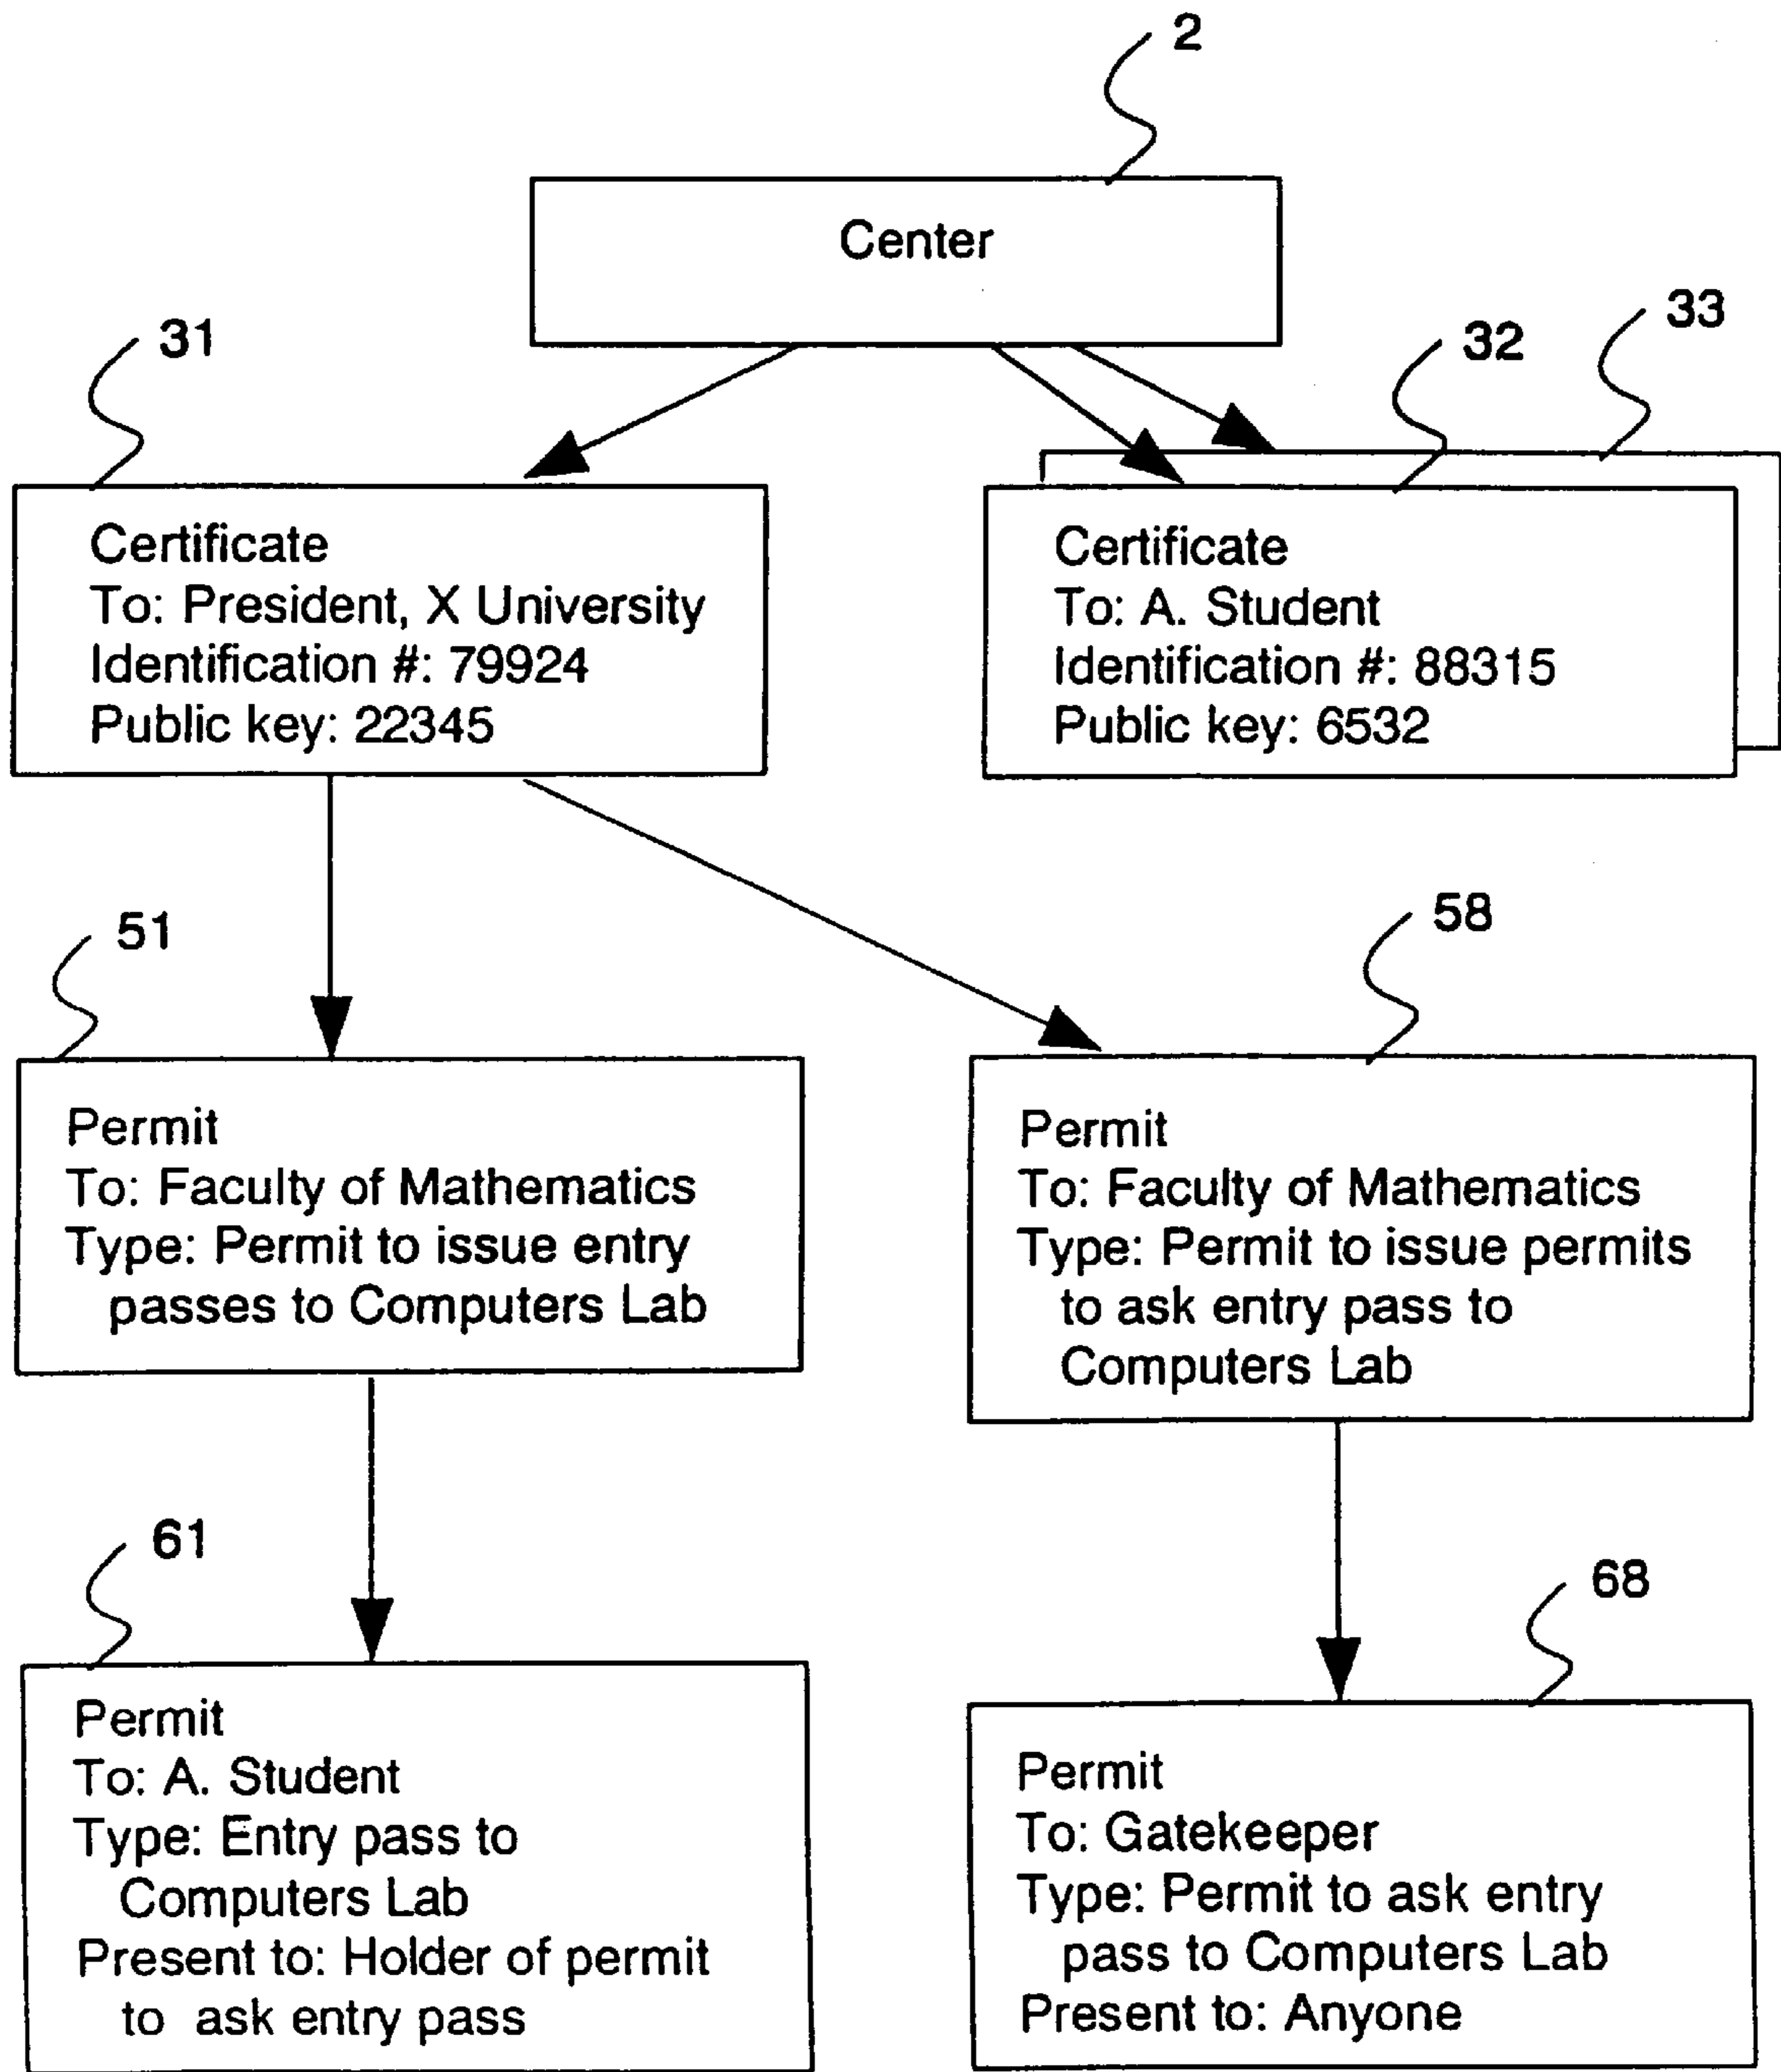 2
Center
31
32
33
Certificate
To: President, X University
Identification #: 79924
Public key: 22345
Certificate
To: A. Student
Identification #: 88315
Public key: 6532
51
58
Permit
To: Faculty of Mathematics
Type: Permit to issue entry
passes to Computers Lab
Permit
To: Faculty of Mathematics
Type: Permit to issue permits
to ask entry pass to
Computers Lab
61
68
Permit
To: A. Student
Type: Entry pass to
Computers Lab
Present to: Holder of permit
to ask entry pass
Permit
To: Gatekeeper
Type: Permit to ask entry
pass to Computers Lab
Present to: Anyone